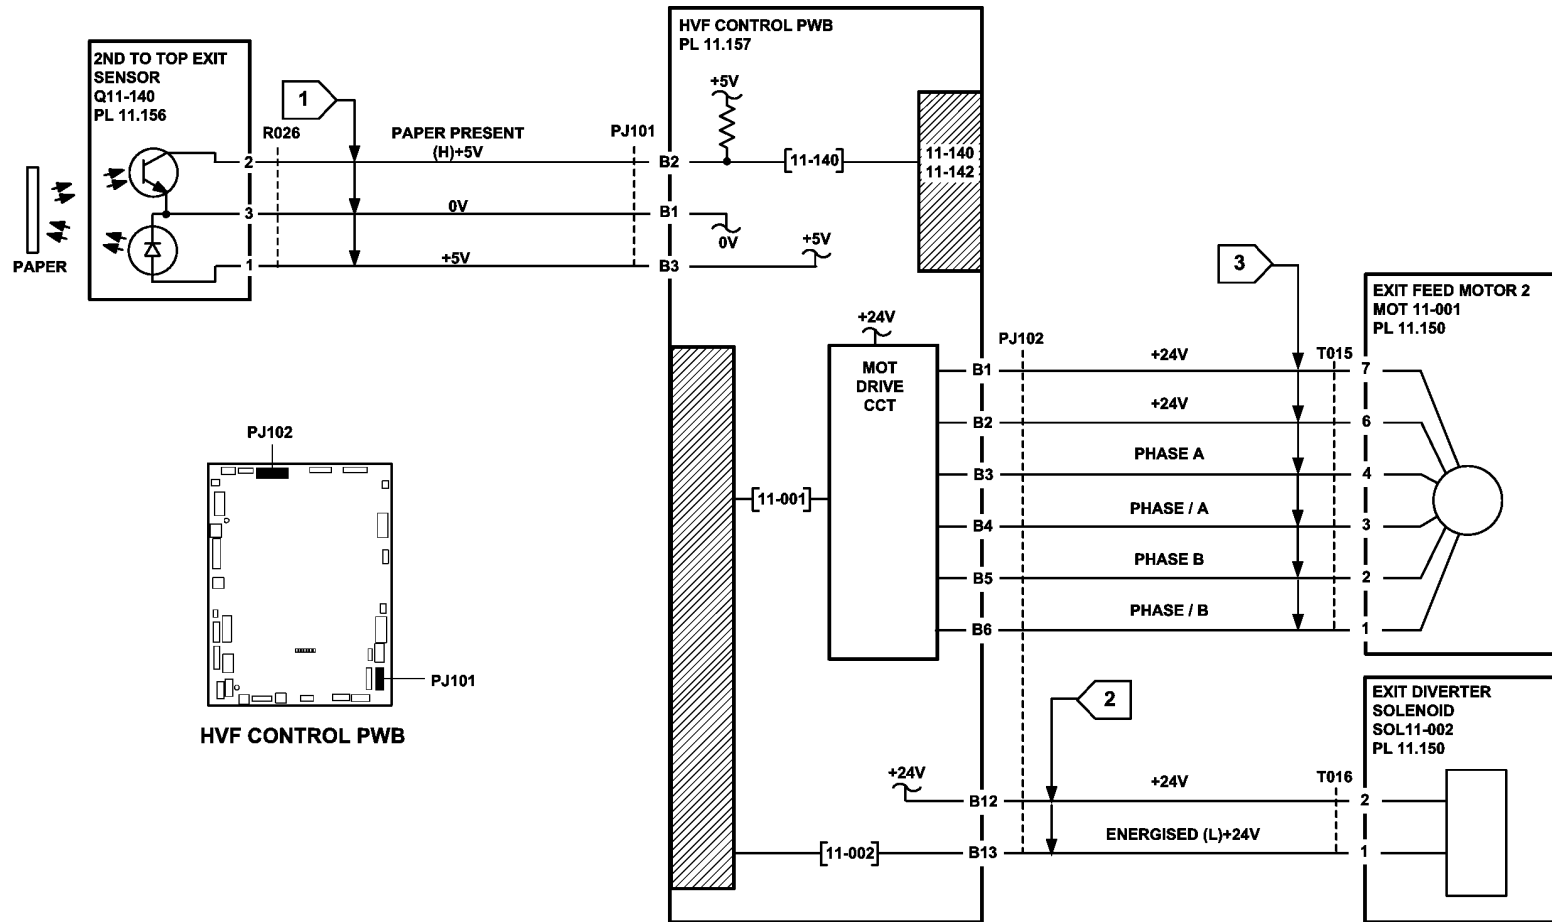 HVF CONTROL PWB
PL 11.157
2ND TO TOP EXIT
SENSOR
Q11-140
PL 11.156
1
R026
PAPER PRESENT
(H)+5V
PJ101
+5V
2
B2
[11-140]
11-140
11-142
3
0V
B1
0V
1
+5V
B3
+5V
PAPER
3
EXIT FEED MOTOR 2
MOT 11-001
PL 11.150
+24V
MOT
DRIVE
CCT
PJ102
T015
B1
+24V
7
B2
+24V
6
B3
PHASE A
4
[11-001]
B4
PHASE / A
3
B5
PHASE B
2
B6
PHASE / B
1
PJ102
PJ101
HVF CONTROL PWB
2
EXIT DIVERTER
SOLENOID
SOL11-002
PL 11.150
+24V
T016
B12
+24V
2
[11-002]
B13
ENERGISED (L)+24V
1